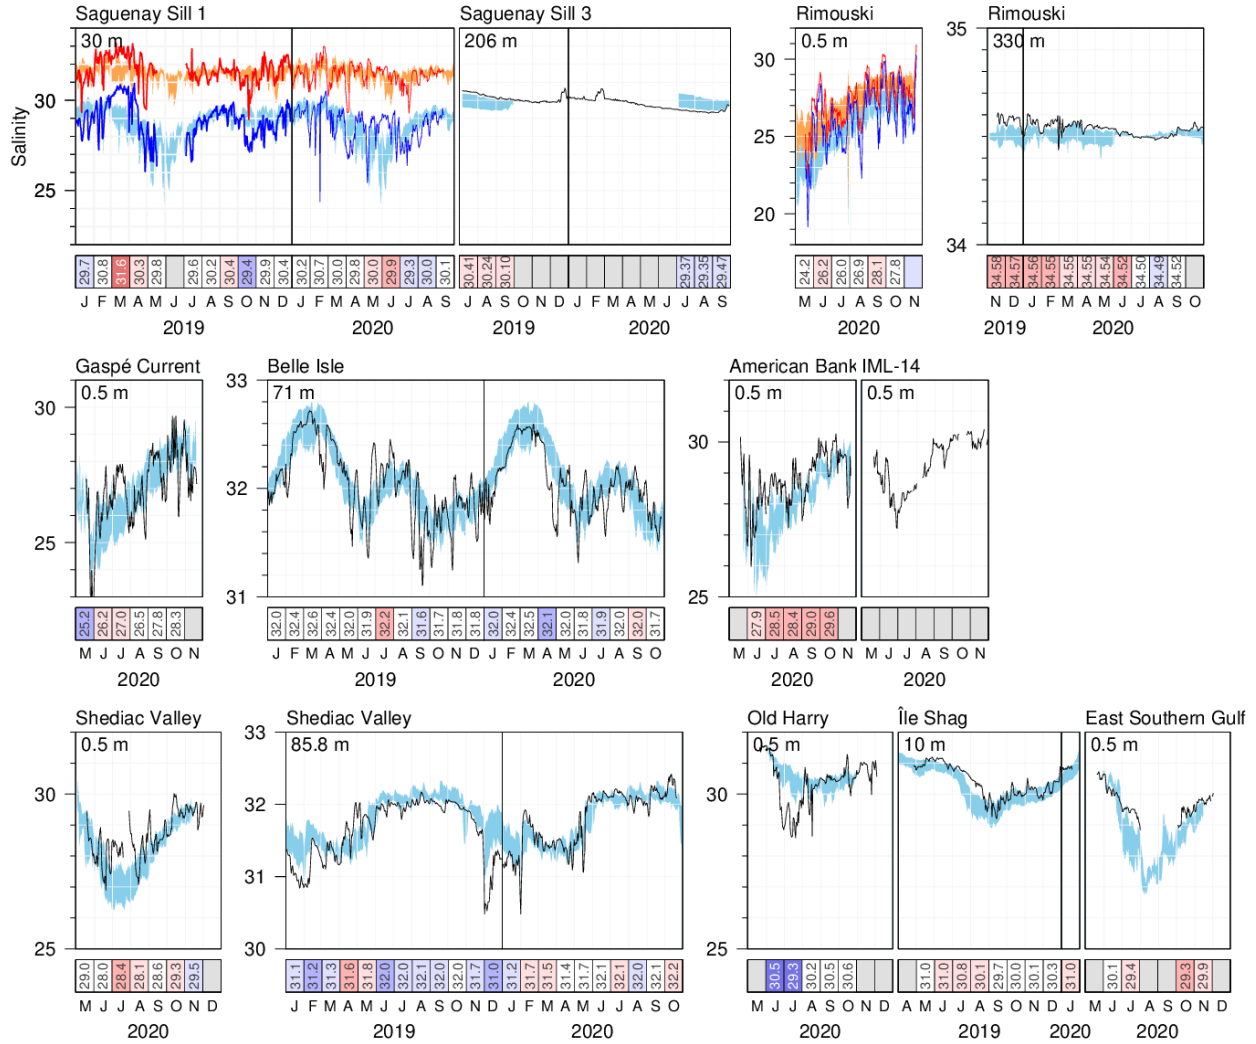 Saguenay Sill 1
Saguenay Sill 3
Rimouski
Rimouski
30 m
206 m
0.5 m
330 m
Salinity
30
25
30
25
20
35
34
29.7 30.8 31.6 30.3 29.8 29.6 30.2 30.4 29.4 29.9 30.4 30.2 30.7 30.0 29.8 30.0 29.9 29.3 30.0 30.1
30.41 30.24 30.10 29.37 29.35 29.47
24.2 26.2 26.0 26.9 28.1 27.8
34.58 34.57 34.56 34.55 34.55 34.55 34.54 34.52 34.50 34.49 34.52
J F M A M J J A S O N D J F M A M J J A S
J A S O N D J F M A M J J A S
M J J A S O N
N D J F M A M J J A S O
2019 2020
2019 2020
2020
2019 2020
Gaspé Current
Belle Isle
American Bank
IML-14
0.5 m
71 m
0.5 m
0.5 m
30
25
33
32
31
30
25
25.2 26.2 27.0 26.5 27.8 28.3
32.0 32.4 32.6 32.4 32.0 31.9 32.2 32.1 31.6 31.7 31.8 31.8 32.0 32.4 32.5 32.1 32.0 31.8 31.9 32.0 32.0 31.7
27.9 28.5 28.4 29.0 29.6
M J J A S O N
J F M A M J J A S O N D J F M A M J J A S O
M J J A S O N
M J J A S O N
2020
2019 2020
2020
2020
Shediac Valley
Shediac Valley
Old Harry
Île Shag
East Southern Gulf
0.5 m
85.8 m
0.5 m
10 m
0.5 m
30
25
33
32
31
30
30
25
29.0 28.0 28.4 28.1 28.6 29.3 29.5
31.1 31.2 31.3 31.6 31.8 32.0 32.0 32.1 32.0 32.0 31.7 31.0 31.2 31.7 31.5 31.4 31.7 32.1 32.1 32.0 32.1 32.2
30.5 29.3 30.2 30.5 30.6
31.0 31.0 30.8 30.1 29.7 30.0 30.1 30.3 31.0
30.1 29.4 29.3 29.9
M J J A S O N D
J F M A M J J A S O N D J F M A M J J A S O
M J J A S O N D
A M J J A S O N D J
M J J A S O N D
2020
2019 2020
2020
2019 2020
2020